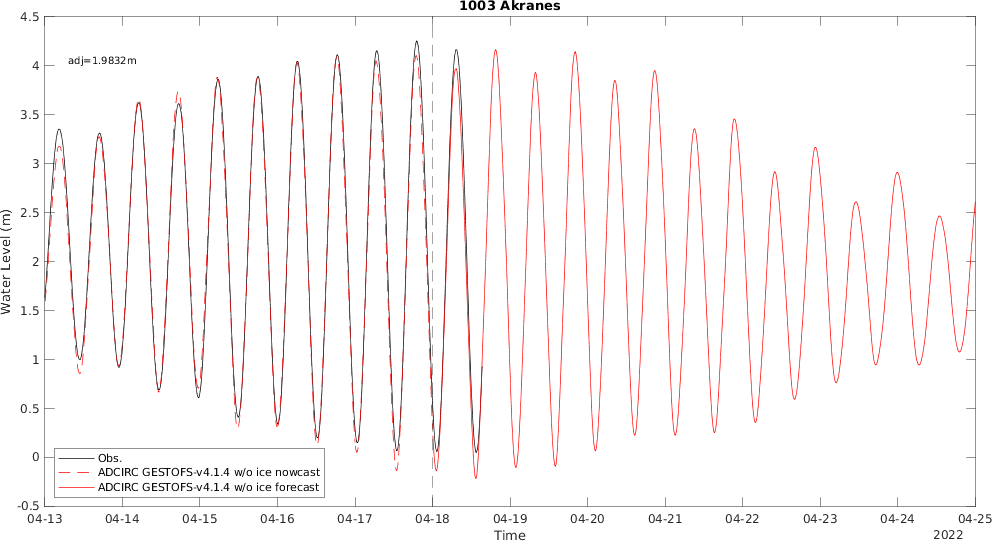 1003 Akranes
adj=1.9832m
4.5
4
3.5
3
2.5
2
1.5
1
0.5
0
-0.5
Water Level (m)
Obs.
ADCIRC GESTOFS-v4.1.4 w/o ice nowcast
ADCIRC GESTOFS-v4.1.4 w/o ice forecast
04-13 04-14 04-15 04-16 04-17 04-18 04-19 04-20 04-21 04-22 04-23 04-24 04-25
Time
2022